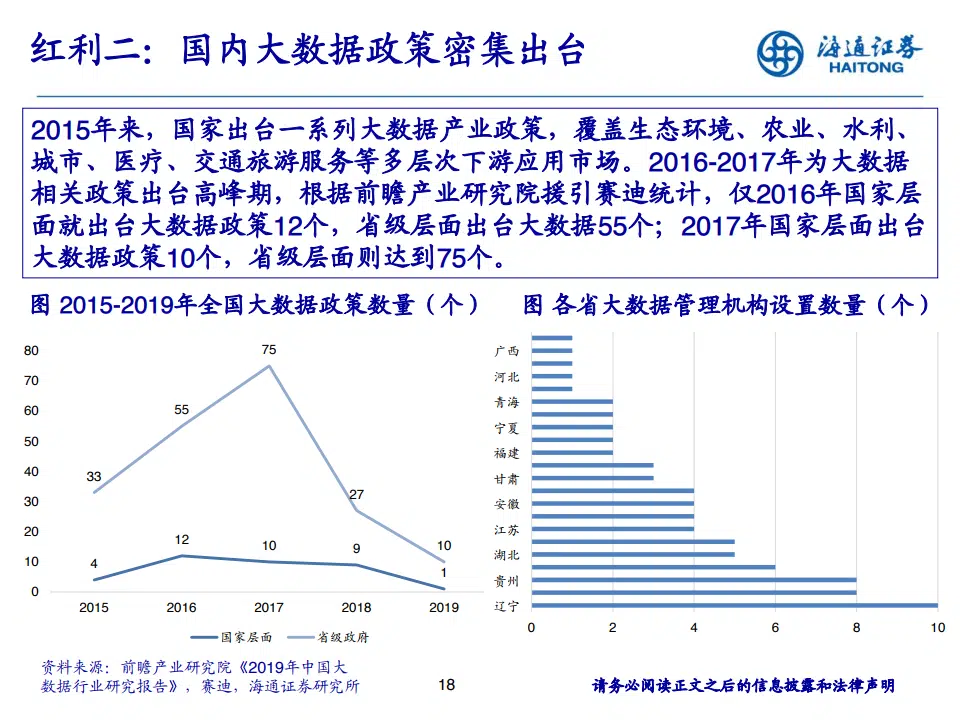 红利二：国内大数据政策密集出台
海通证券
HAITONG
2015年来，国家出台一系列大数据产业政策，覆盖生态环境、农业、水利、
城市、医疗、交通旅游服务等多层次下游应用市场。2016-2017年为大数据
相关政策出台高峰期，根据前瞻产业研究院援引赛迪统计，仅2016年国家层
面就出台大数据政策12个，省级层面出台大数据55个；2017年国家层面出台
大数据政策10个，省级层面则达到75个。
图 2015-2019年全国大数据政策数量（个）
80
70
60
50
40
30
20
10
0
33
55
75
27
10
4
12
10
9
1
2015 2016 2017 2018 2019
国家层面 省级政府
图 各省大数据管理机构设置数量（个）
广西
河北
青海
宁夏
福建
甘肃
安徽
江苏
湖北
贵州
辽宁
0 2 4 6 8 10
资料来源：前瞻产业研究院《2019年中国大
数据行业研究报告》，赛迪，海通证券研究所
18
请务必阅读正文之后的信息披露和法律声明